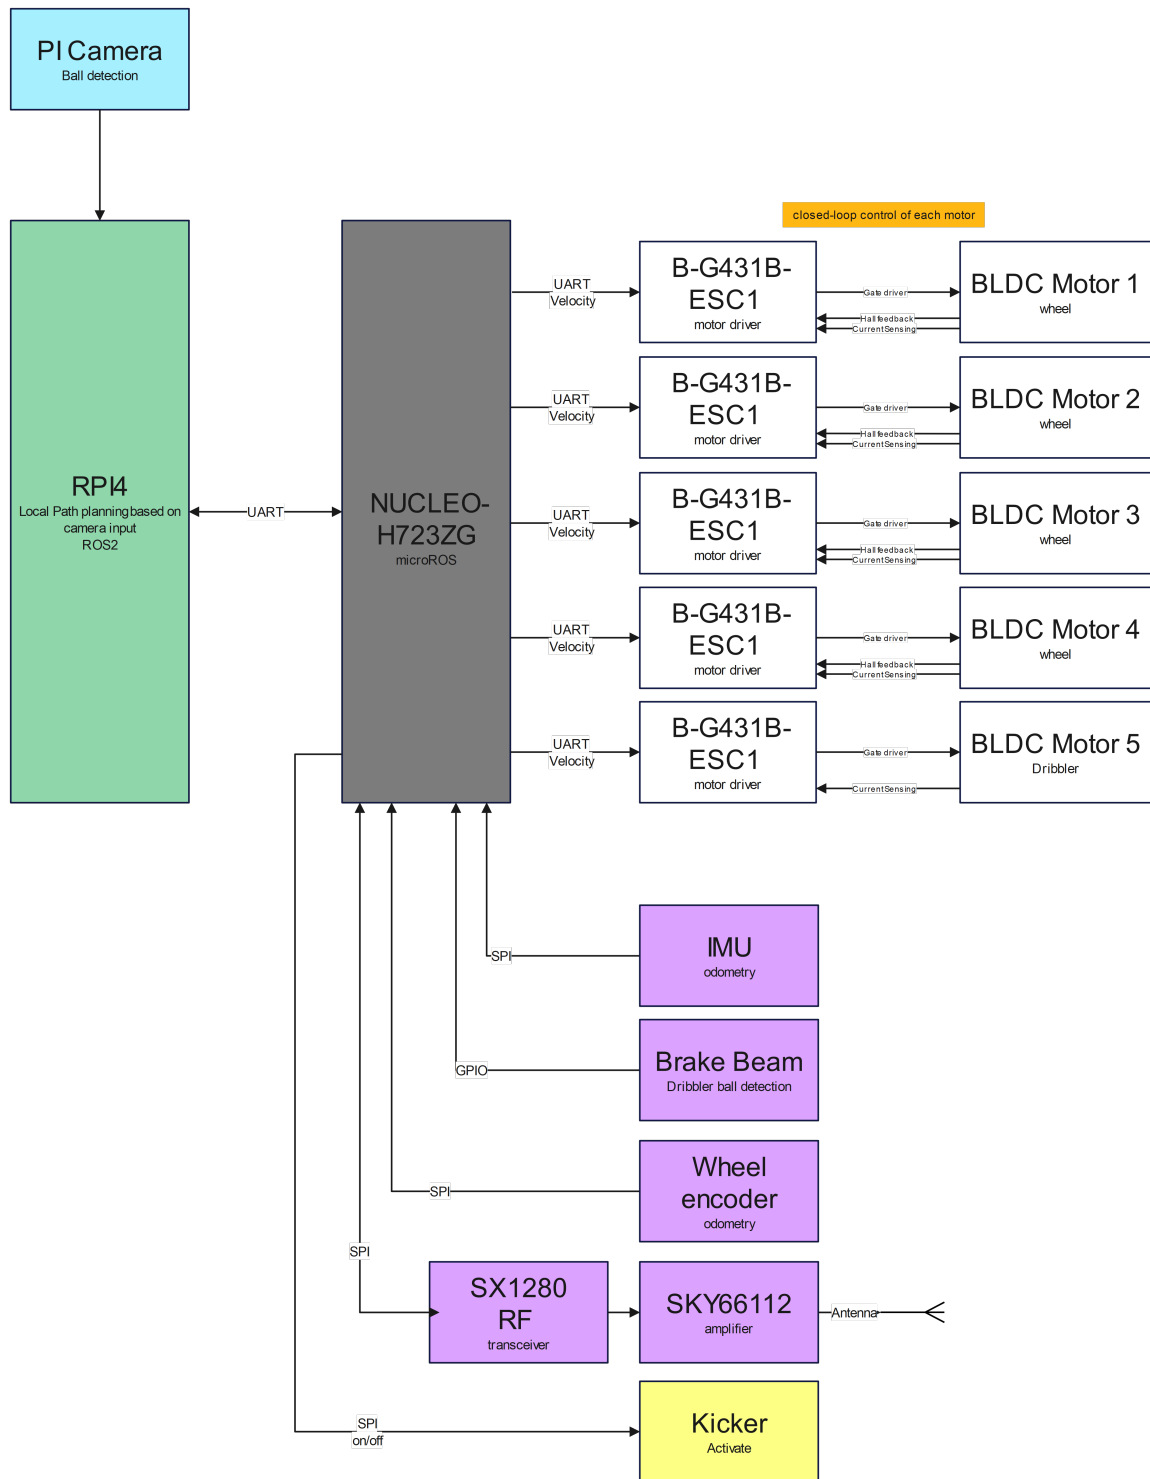 PI Camera
Ball detection
closed-loop control of each motor
RPI4
Local Path planning based on
camera input
ROS2
UART
NUCLEO-
H723ZG
microROS
UART
Velocity
B-G431B-
ESC1
motor driver
Gate driver
Hall feedback
Current Sensing
BLDC Motor 1
wheel
UART
Velocity
B-G431B-
ESC1
motor driver
Gate driver
Hall feedback
Current Sensing
BLDC Motor 2
wheel
UART
Velocity
B-G431B-
ESC1
motor driver
Gate driver
Hall feedback
Current Sensing
BLDC Motor 3
wheel
UART
Velocity
B-G431B-
ESC1
motor driver
Gate driver
Hall feedback
Current Sensing
BLDC Motor 4
wheel
UART
Velocity
B-G431B-
ESC1
motor driver
Gate driver
Current Sensing
BLDC Motor 5
Dribbler
SPI
IMU
odometry
GPIO
Brake Beam
Dribbler ball detection
SPI
Wheel
encoder
odometry
SPI
SX1280
RF
transceiver
SKY66112
amplifier
Antenna
SPI
on/off
Kicker
Activate